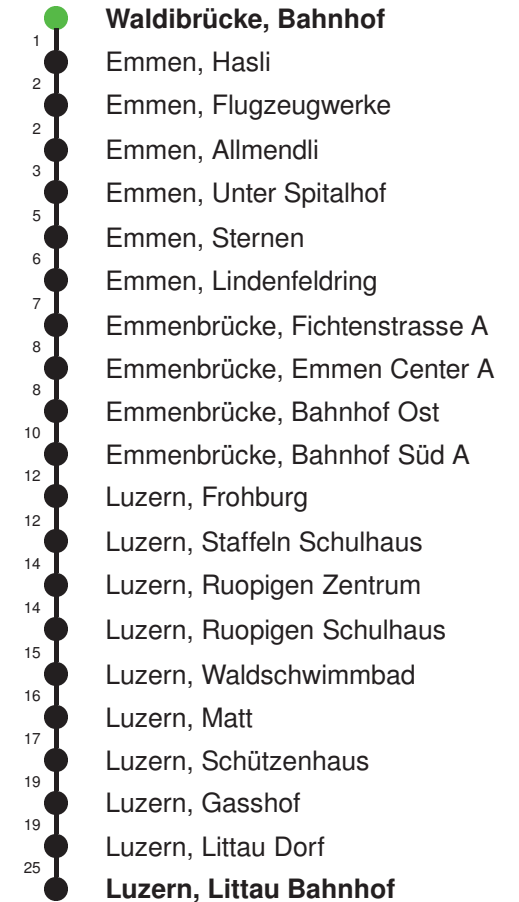 Waldibrücke, Bahnhof
1
Emmen, Hasli
2
Emmen, Flugzeugwerke
2
Emmen, Allmendli
3
Emmen, Unter Spitalhof
5
Emmen, Sternen
6
Emmen, Lindenfeldring
7
Emmenbrücke, Fichtenstrasse A
8
Emmenbrücke, Emmen Center A
8
Emmenbrücke, Bahnhof Ost
10
Emmenbrücke, Bahnhof Süd A
12
Luzern, Frohburg
12
Luzern, Staffeln Schulhaus
14
Luzern, Ruopigen Zentrum
14
Luzern, Ruopigen Schulhaus
15
Luzern, Waldschwimmbad
16
Luzern, Matt
17
Luzern, Schützenhaus
19
Luzern, Gasshof
19
Luzern, Littau Dorf
25
Luzern, Littau Bahnhof